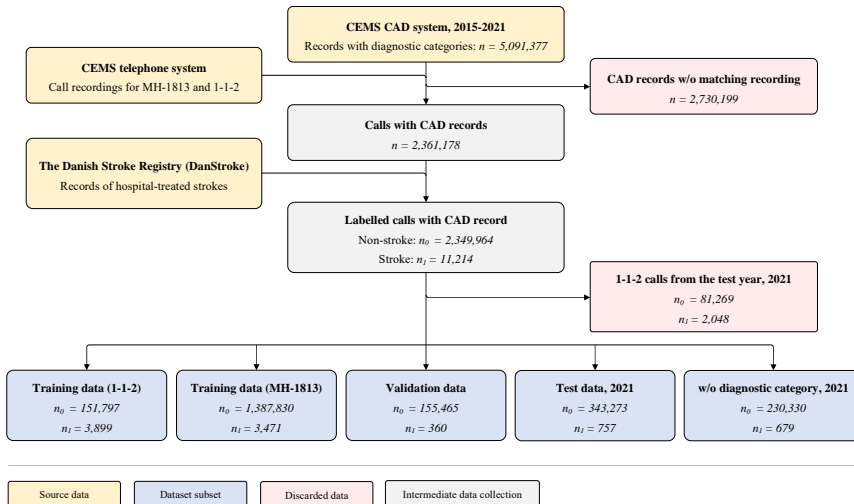 CEMS CAD system, 2015-2021
Records with diagnostic categories: n = 5,091,377
CEMS telephone system
Call recordings for MH-1813 and 1-1-2
CAD records w/o matching recording
n = 2,730,199
Calls with CAD records
n = 2,361,178
The Danish Stroke Registry (DanStroke)
Records of hospital-treated strokes
Labelled calls with CAD record
Non-stroke: n₀ = 2,349,964
Stroke: n₁ = 11,214
1-1-2 calls from the test year, 2021
n₀ = 81,269
n₁ = 2,048
Training data (1-1-2)
n₀ = 151,797
n₁ = 3,899
Training data (MH-1813)
n₀ = 1,387,830
n₁ = 3,471
Validation data
n₀ = 155,465
n₁ = 360
Test data, 2021
n₀ = 343,273
n₁ = 757
w/o diagnostic category, 2021
n₀ = 230,330
n₁ = 679
Source data
Dataset subset
Discarded data
Intermediate data collection